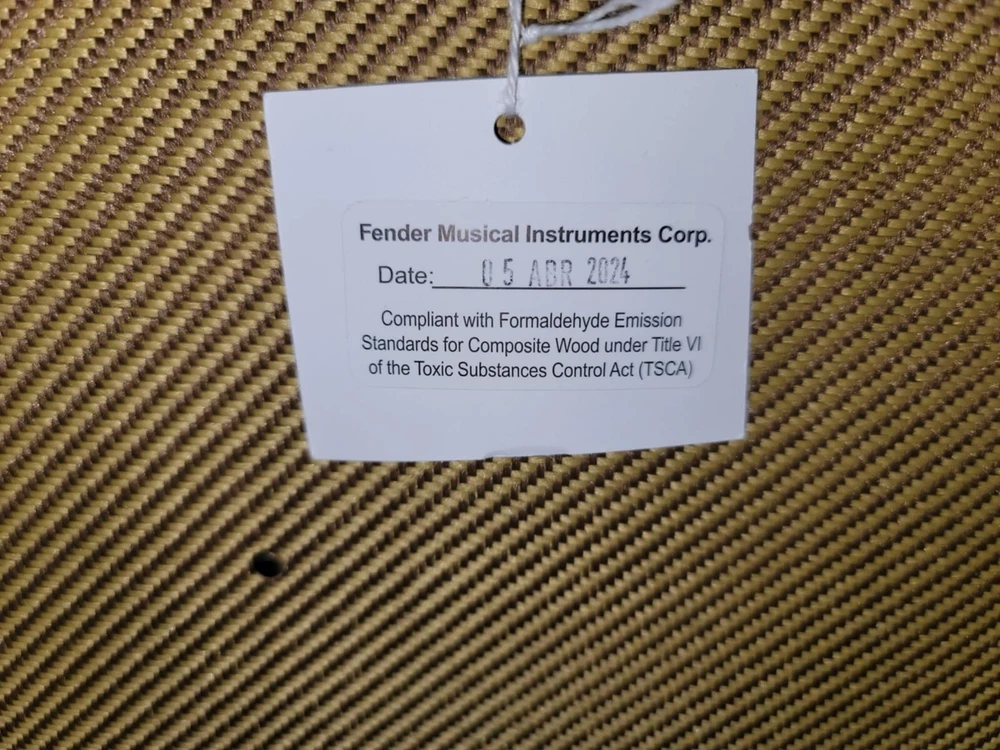 Fender Musical Instruments Corp.
Date: 05 ABR 2024
Compliant with Formaldehyde Emission
Standards for Composite Wood under Title VI
of the Toxic Substances Control Act (TSCA)